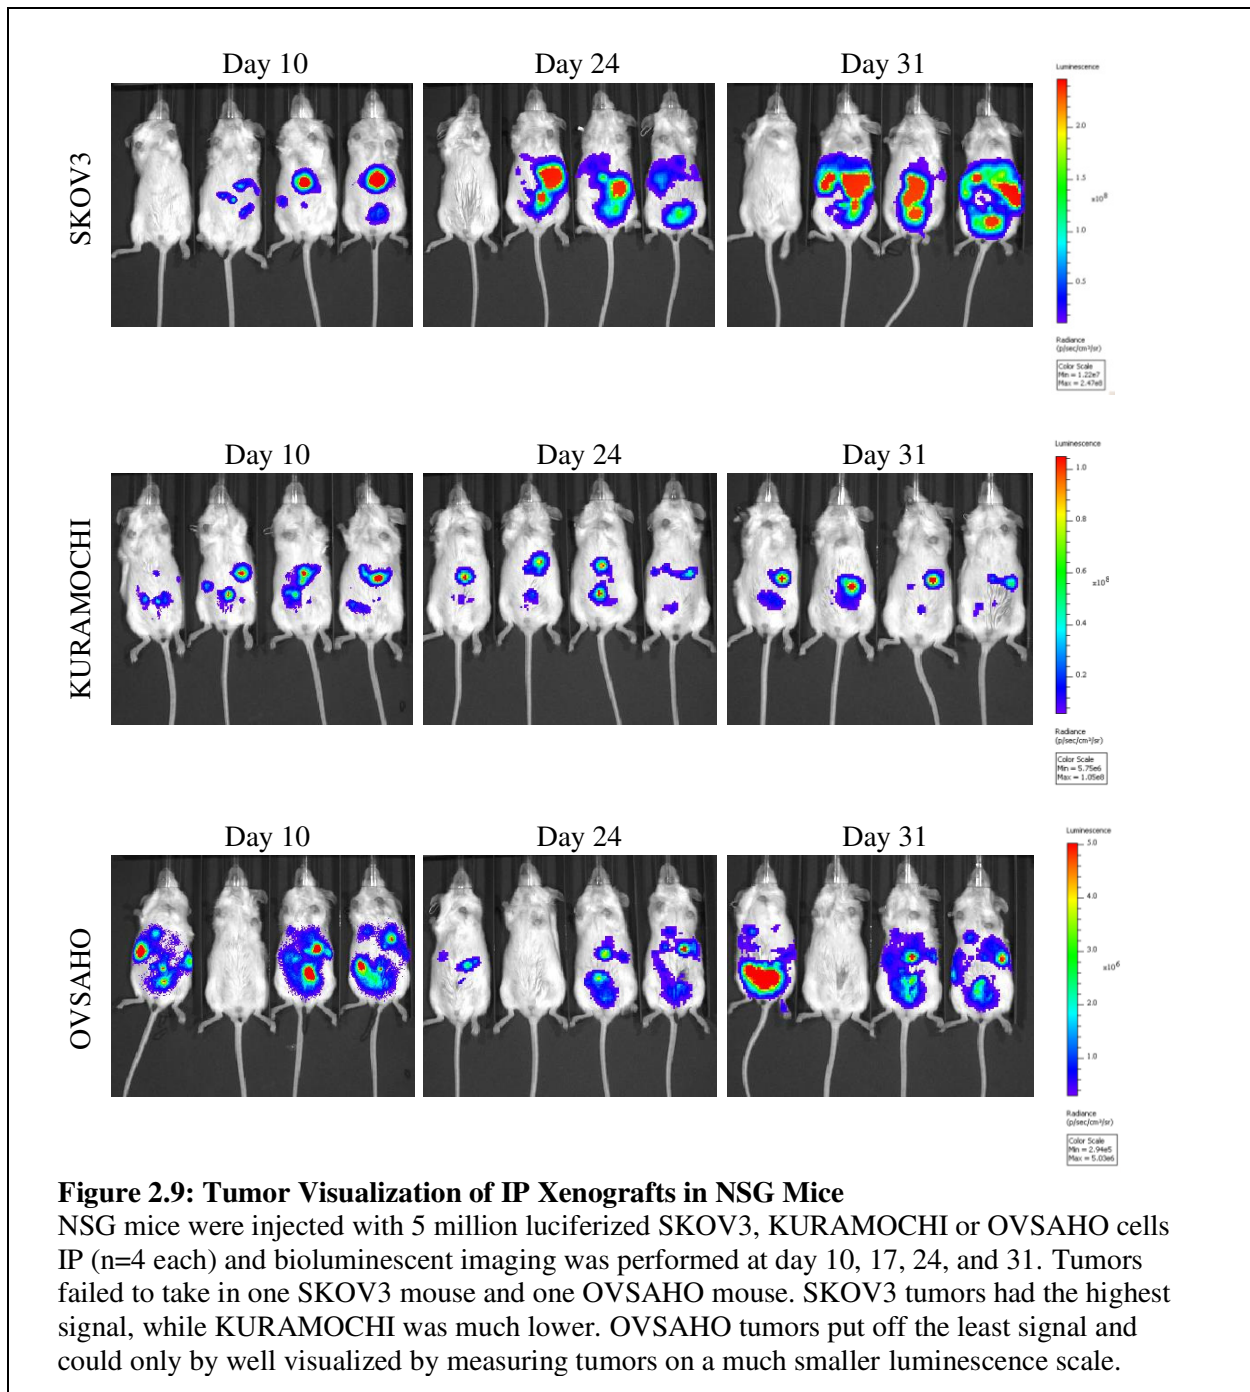 Day 10
Day 24
Day 31
Luminescence
SKOV3
2.0
1.5
x10⁸
1.0
0.5
Radiance
(p/sec/cm²/sr)
Color Scale
Min = 1.22e7
Max = 2.47e8
Day 10
Day 24
Day 31
Luminescence
KURAMOCHI
1.0
0.8
0.6
x10⁸
0.4
0.2
Radiance
(p/sec/cm²/sr)
Color Scale
Min = 5.75e6
Max = 1.05e8
Day 10
Day 24
Day 31
Luminescence
OVSAHO
5.0
4.0
3.0
x10⁶
2.0
1.0
Radiance
(p/sec/cm²/sr)
Color Scale
Min = 2.94e5
Max = 5.03e6
Figure 2.9: Tumor Visualization of IP Xenografts in NSG Mice
NSG mice were injected with 5 million luciferized SKOV3, KURAMOCHI or OVSAHO cells
IP (n=4 each) and bioluminescent imaging was performed at day 10, 17, 24, and 31. Tumors
failed to take in one SKOV3 mouse and one OVSAHO mouse. SKOV3 tumors had the highest
signal, while KURAMOCHI was much lower. OVSAHO tumors put off the least signal and
could only by well visualized by measuring tumors on a much smaller luminescence scale.